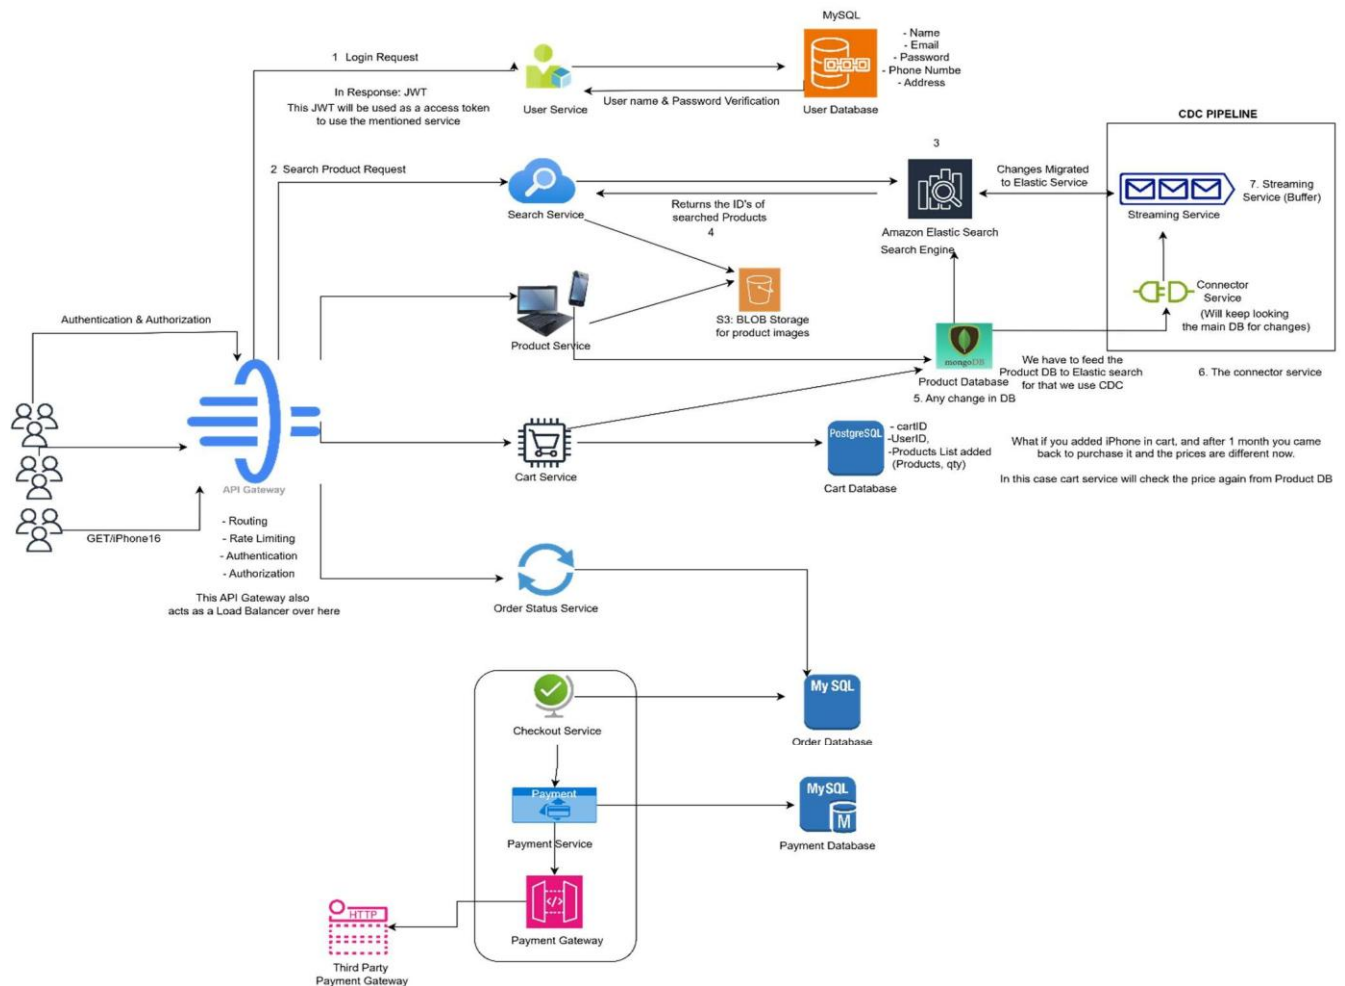 MySQL
- Name
- Email
- Password
- Phone Numbe
- Address
User Database
1 Login Request
In Response: JWT
This JWT will be used as a access token
to use the mentioned service
User Service
User name & Password Verification
CDC PIPELINE
2 Search Product Request
Search Service
Returns the ID's of
searched Products
4
3
Amazon Elastic Search
Search Engine
Changes Migrated
to Elastic Service
Streaming Service
7. Streaming
Service (Buffer)
Connector
Service
(Will keep looking
the main DB for changes)
6. The connector service
Product Service
S3: BLOB Storage
for product images
mongoDB
Product Database
5. Any change in DB
We have to feed the
Product DB to Elastic search
for that we use CDC
Authentication & Authorization
GET/iPhone16
API Gateway
- Routing
- Rate Limiting
- Authentication
- Authorization
This API Gateway also
acts as a Load Balancer over here
Cart Service
PostgreSQL
Cart Database
- cartID
-UserID,
-Products List added
(Products, qty)
What if you added iPhone in cart, and after 1 month you came
back to purchase it and the prices are different now.
In this case cart service will check the price again from Product DB
Order Status Service
Checkout Service
My SQL
Order Database
Payment
Payment Service
My SQL
M
Payment Database
</>
Payment Gateway
HTTP
Third Party
Payment Gateway